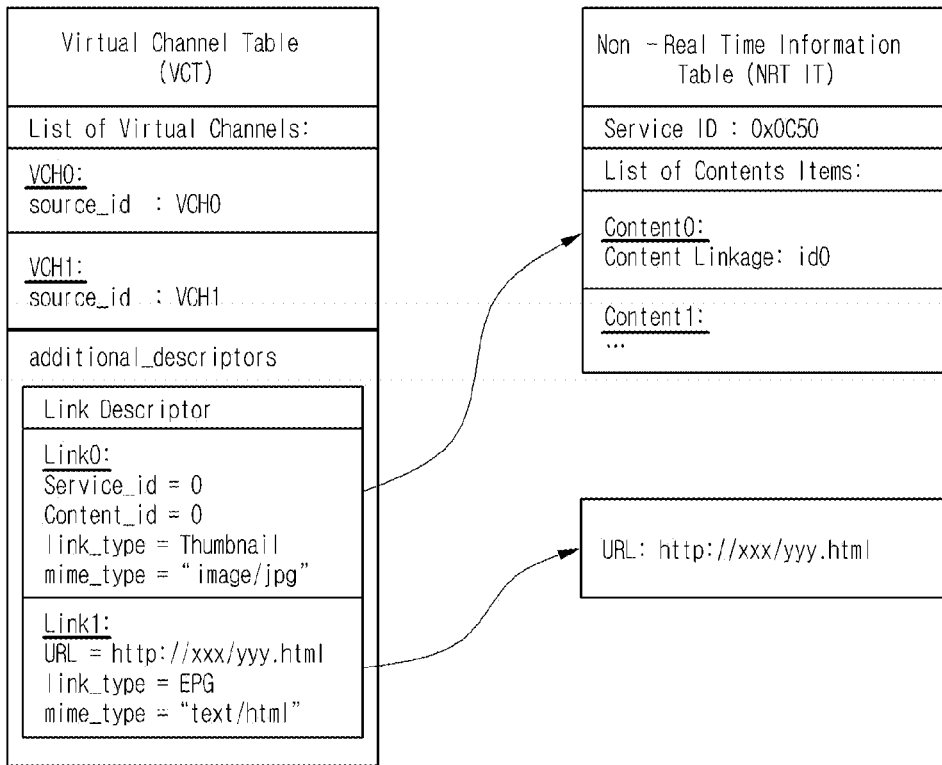 Virtual Channel Table
(VCT)
List of Virtual Channels:
VCH0:
source_id : VCH0
VCH1:
source_id : VCH1
additional_descriptors
Link Descriptor
Link0:
Service_id = 0
Content_id = 0
link_type = Thumbnail
mime_type = “image/jpg”
Link1:
URL = http://xxx/yyy.html
link_type = EPG
mime_type = “text/html”
Non -Real Time Information
Table (NRT IT)
Service ID : 0x0C50
List of Contents Items:
Content0:
Content Linkage: id0
Content1:
...
URL: http://xxx/yyy.html